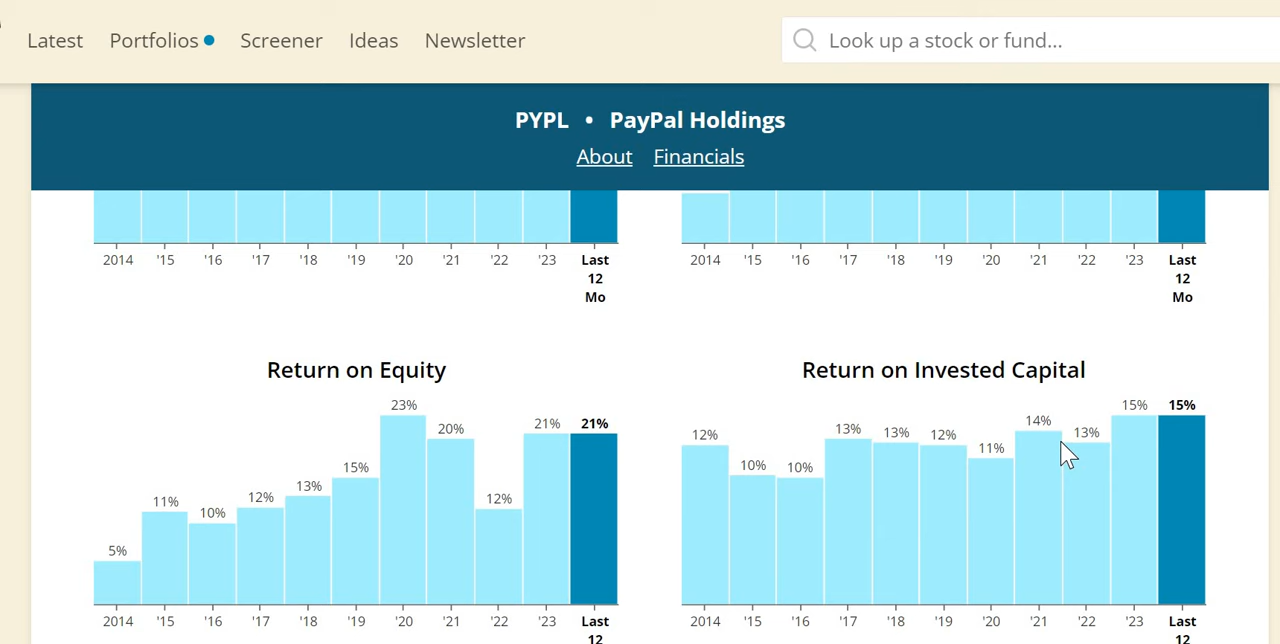 Latest Portfolios Screener Ideas Newsletter Look up a stock or fund...
PYPL • PayPal Holdings
About Financials
2014 '15 '16 '17 '18 '19 '20 '21 '22 '23 Last
12
Mo
2014 '15 '16 '17 '18 '19 '20 '21 '22 '23 Last
12
Mo
Return on Equity
5% 11% 10% 12% 13% 15% 23% 20% 12% 21% 21%
2014 '15 '16 '17 '18 '19 '20 '21 '22 '23 Last
12
Return on Invested Capital
12% 10% 10% 13% 13% 12% 11% 14% 13% 15% 15%
2014 '15 '16 '17 '18 '19 '20 '21 '22 '23 Last
12